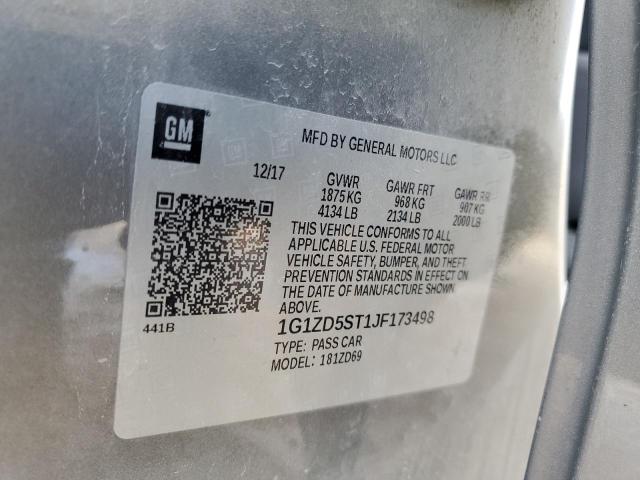 GM
MFD BY GENERAL MOTORS LLC
12/17
GVWR GAWR FRT GAWR RR
1875 KG 968 KG 907 KG
4134 LB 2134 LB 2000 LB
THIS VEHICLE CONFORMS TO ALL
APPLICABLE U.S. FEDERAL MOTOR
VEHICLE SAFETY, BUMPER, AND THEFT
PREVENTION STANDARDS IN EFFECT ON
THE DATE OF MANUFACTURE SHOWN
ABOVE.
441B
1G1ZD5ST1JF173498
TYPE: PASS CAR
MODEL: 181ZD69